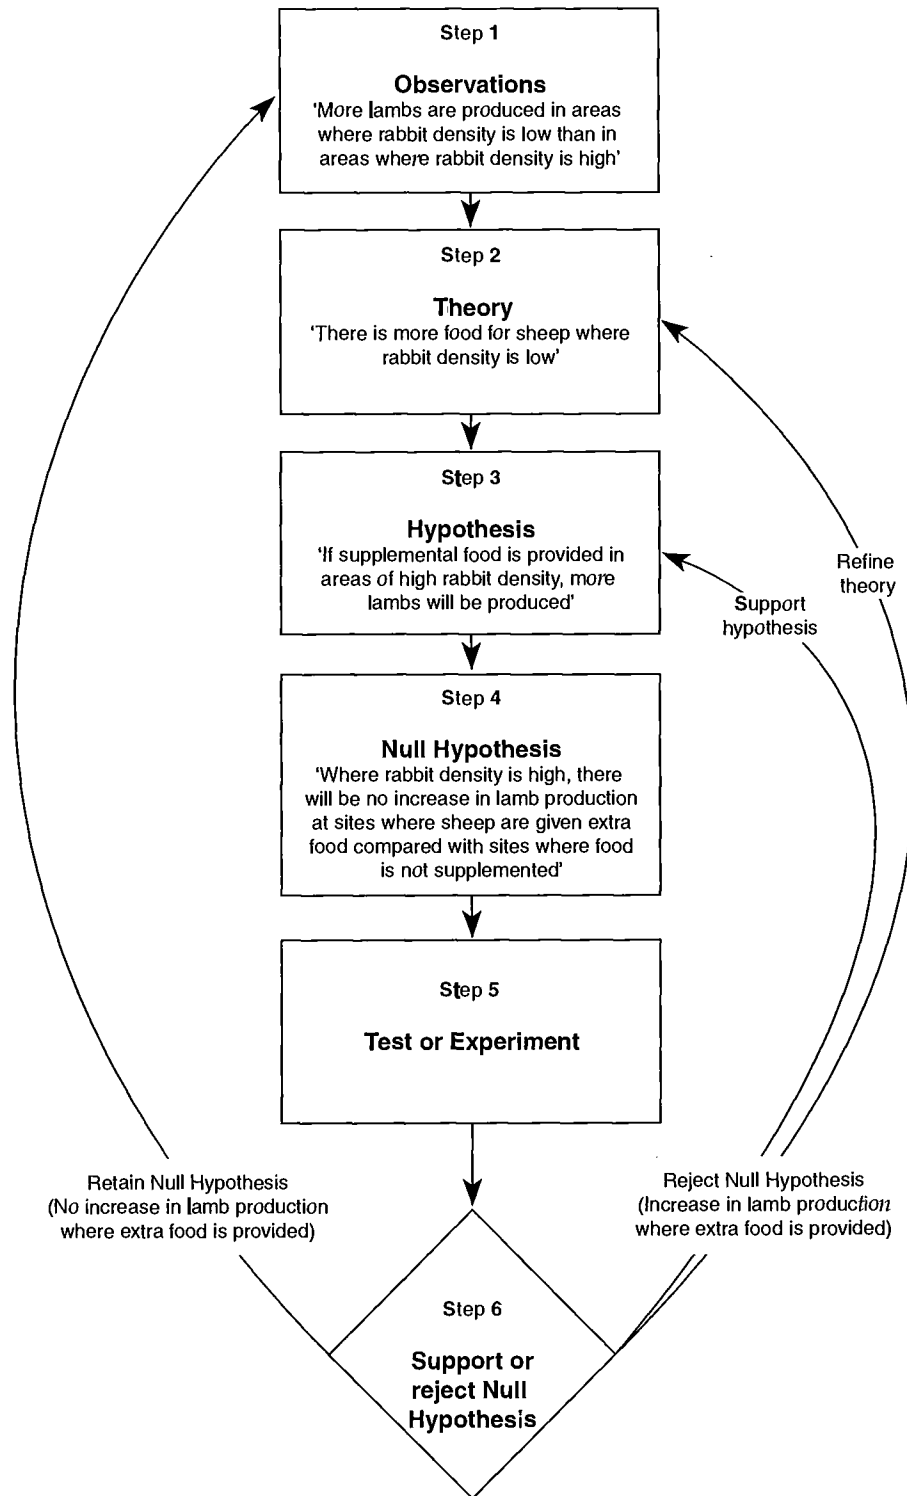 Step 1
Observations
'More lambs are produced in areas
where rabbit density is low than in
areas where rabbit density is high'
Step 2
Theory
'There is more food for sheep where
rabbit density is low'
Step 3
Hypothesis
'If supplemental food is provided in
areas of high rabbit density, more
lambs will be produced'
Refine
theory
Support
hypothesis
Step 4
Null Hypothesis
'Where rabbit density is high, there
will be no increase in lamb production
at sites where sheep are given extra
food compared with sites where food
is not supplemented'
Step 5
Test or Experiment
Retain Null Hypothesis
(No increase in lamb production
where extra food is provided)
Reject Null Hypothesis
(Increase in lamb production
where extra food is provided)
Step 6
Support or
reject Null
Hypothesis